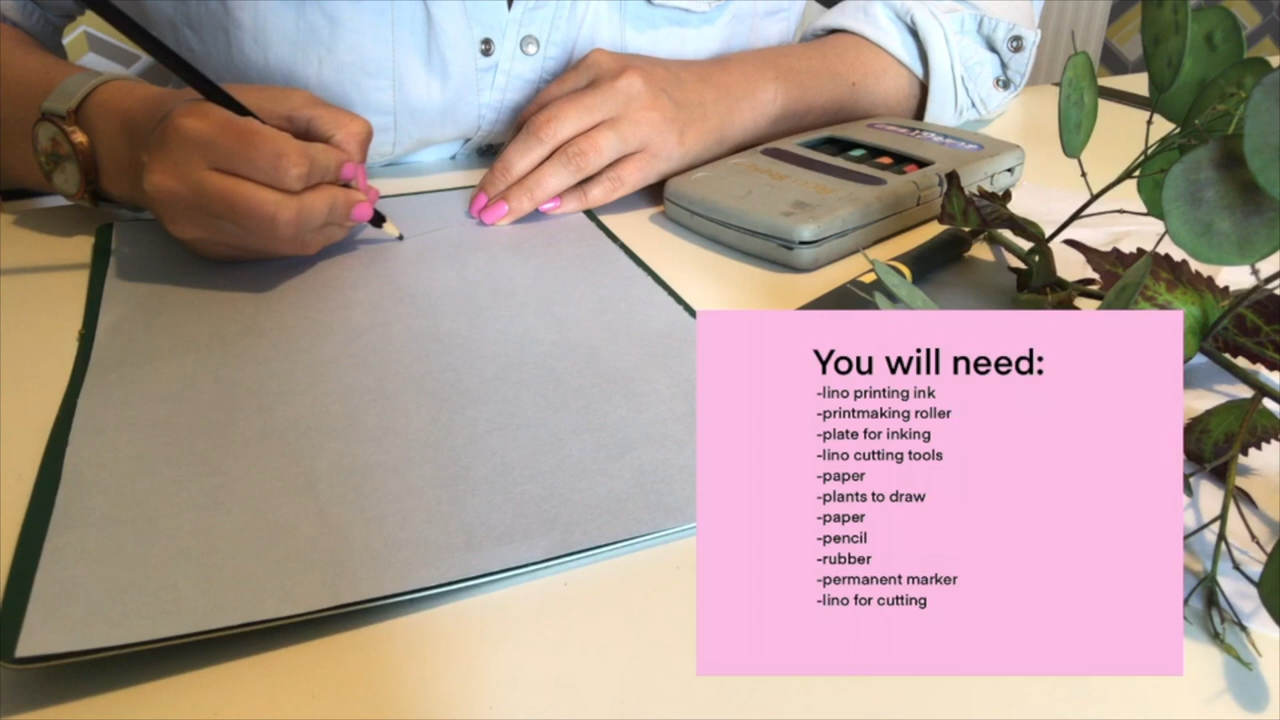 You will need:
-lino printing ink
-printmaking roller
-plate for inking
-lino cutting tools
-paper
-plants to draw
-paper
-pencil
-rubber
-permanent marker
-lino for cutting